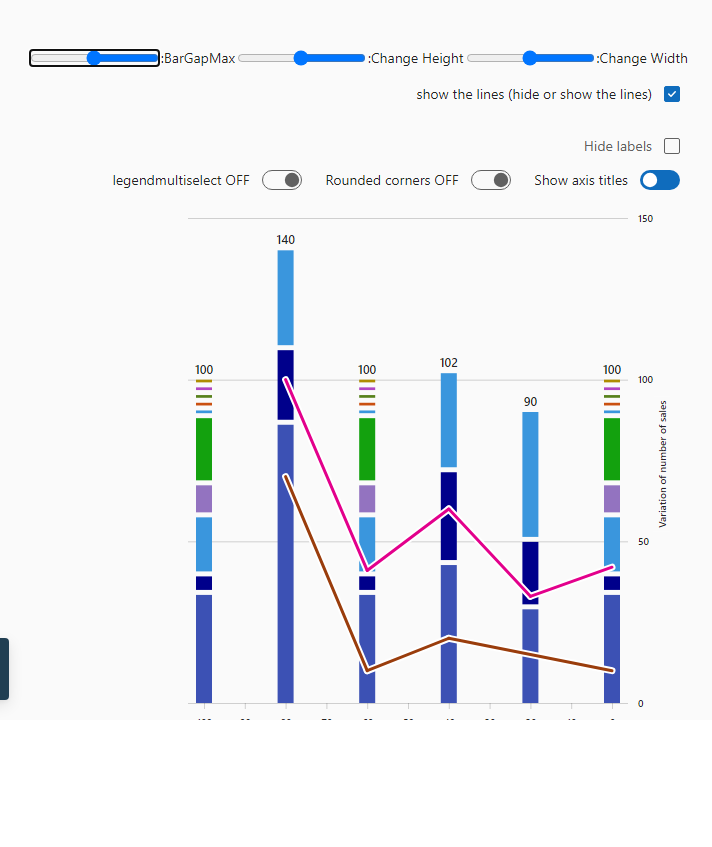 :BarGapMax :Change Height :Change Width
show the lines (hide or show the lines)
Hide labels
legendmultiselect OFF Rounded corners OFF Show axis titles
150
140
100 100 102 100
100
90
Variation of number of sales
50
0